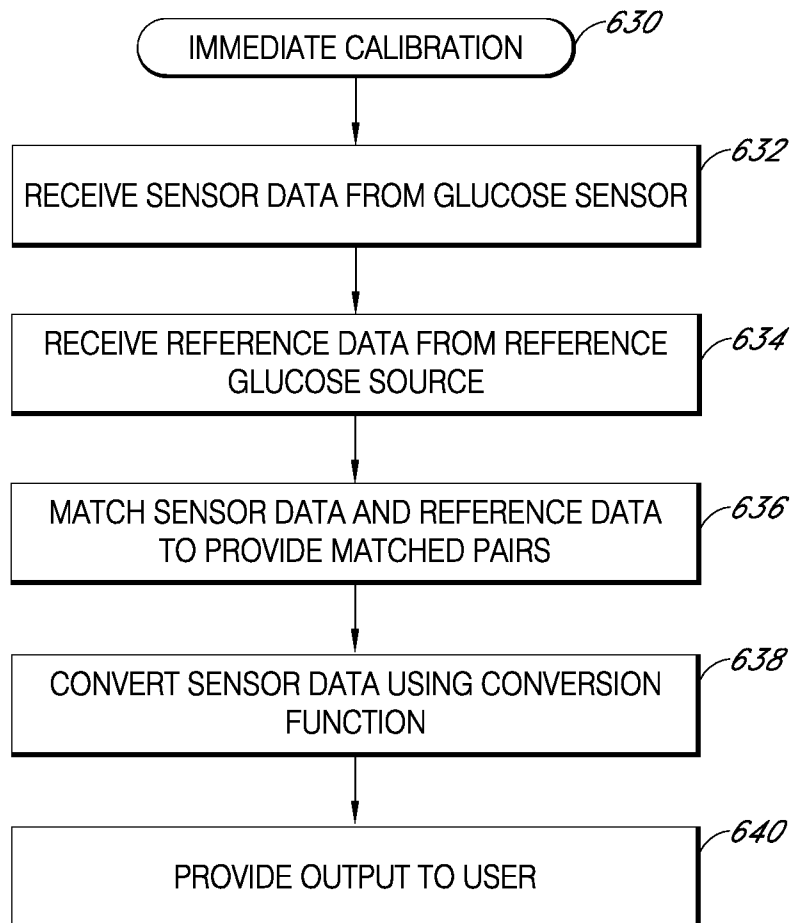 IMMEDIATE CALIBRATION
630
RECEIVE SENSOR DATA FROM GLUCOSE SENSOR
632
RECEIVE REFERENCE DATA FROM REFERENCE
GLUCOSE SOURCE
634
MATCH SENSOR DATA AND REFERENCE DATA
TO PROVIDE MATCHED PAIRS
636
CONVERT SENSOR DATA USING CONVERSION
FUNCTION
638
PROVIDE OUTPUT TO USER
640